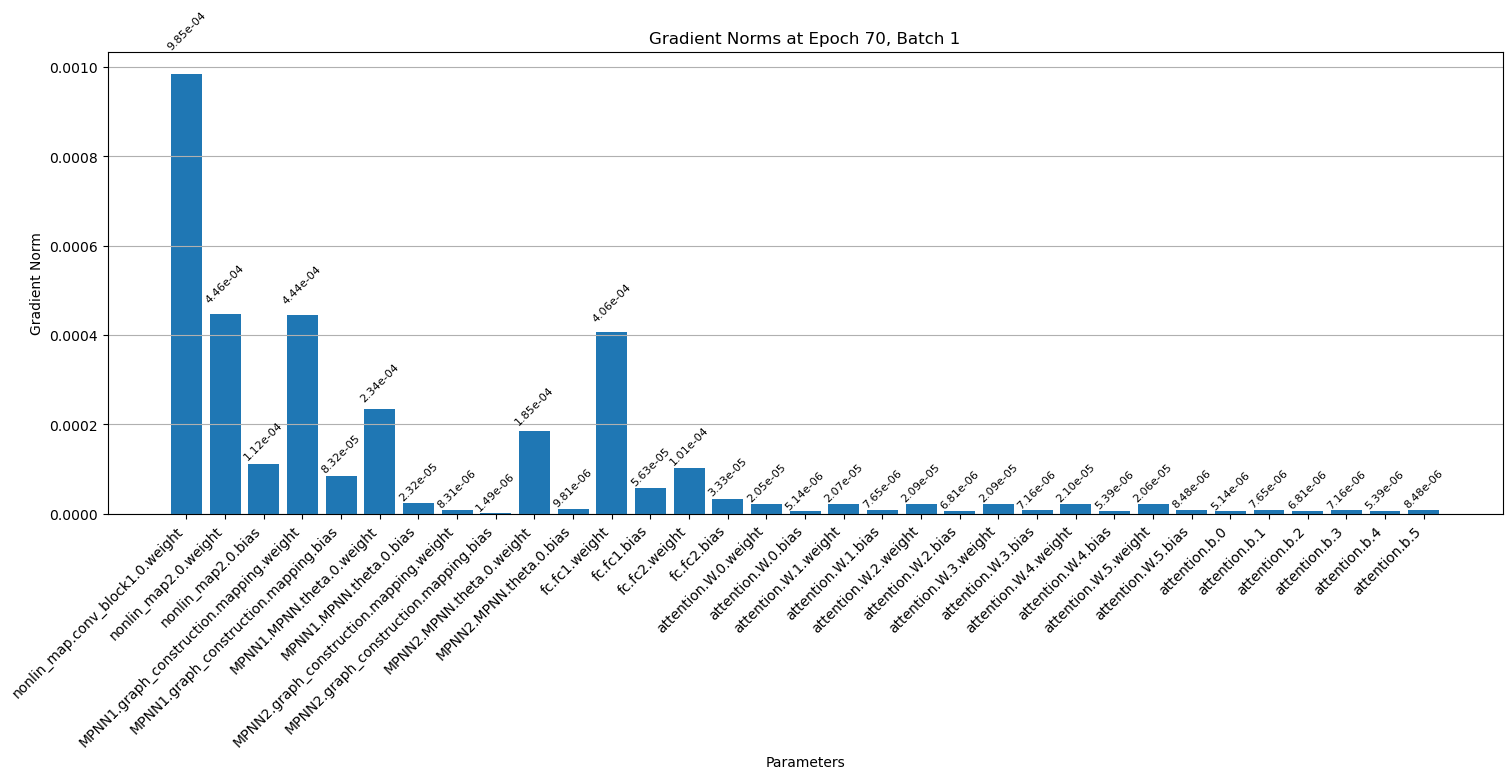 Gradient Norms at Epoch 70, Batch 1
Gradient Norm
0.0010
0.0008
0.0006
0.0004
0.0002
0.0000
9.85e-04
4.46e-04
1.12e-04
4.44e-04
8.32e-05
2.34e-04
2.32e-05
8.31e-06
1.49e-06
1.85e-04
9.81e-06
4.06e-04
5.63e-05
1.01e-04
3.33e-05
2.05e-05
5.14e-06
2.07e-05
7.65e-06
2.09e-05
6.81e-06
2.09e-05
7.16e-06
2.10e-05
5.39e-06
2.06e-05
8.48e-06
5.14e-06
7.65e-06
6.81e-06
7.16e-06
5.39e-06
8.48e-06
nonlin_map.conv_block1.0.weight
nonlin_map2.0.weight
nonlin_map2.0.bias
MPNN1.graph_construction.mapping.weight
MPNN1.graph_construction.mapping.bias
MPNN1.MPNN.theta.0.weight
MPNN1.MPNN.theta.0.bias
MPNN2.graph_construction.mapping.weight
MPNN2.graph_construction.mapping.bias
MPNN2.MPNN.theta.0.weight
MPNN2.MPNN.theta.0.bias
fc.fc1.weight
fc.fc1.bias
fc.fc2.weight
fc.fc2.bias
attention.W.0.weight
attention.W.0.bias
attention.W.1.weight
attention.W.1.bias
attention.W.2.weight
attention.W.2.bias
attention.W.3.weight
attention.W.3.bias
attention.W.4.weight
attention.W.4.bias
attention.W.5.weight
attention.W.5.bias
attention.b.0
attention.b.1
attention.b.2
attention.b.3
attention.b.4
attention.b.5
Parameters